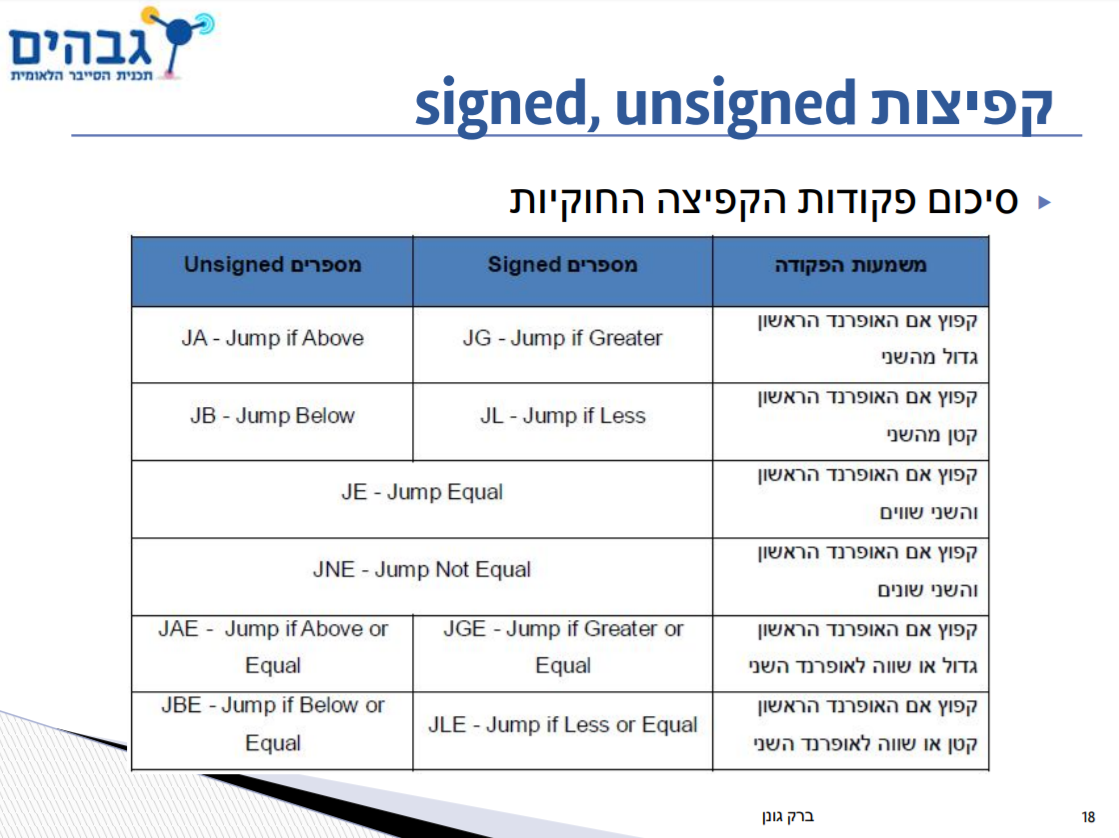 גבהים
תכנית הסייבר הלאומית
קפיצות signed, unsigned
סיכום פקודות הקפיצה החוקיות
משמעות הפקודה
מספרים Signed
מספרים Unsigned
קפוץ אם האופרנד הראשון
גדול מהשני
JG - Jump if Greater
JA - Jump if Above
קפוץ אם האופרנד הראשון
קטן מהשני
JL - Jump if Less
JB - Jump Below
קפוץ אם האופרנד הראשון
והשני שווים
JE - Jump Equal
קפוץ אם האופרנד הראשון
והשני שונים
JNE - Jump Not Equal
קפוץ אם האופרנד הראשון
גדול או שווה לאופרנד השני
JGE - Jump if Greater or
Equal
JAE - Jump if Above or
Equal
קפוץ אם האופרנד הראשון
קטן או שווה לאופרנד השני
JLE - Jump if Less or Equal
JBE - Jump if Below or
Equal
ברק גונן
18